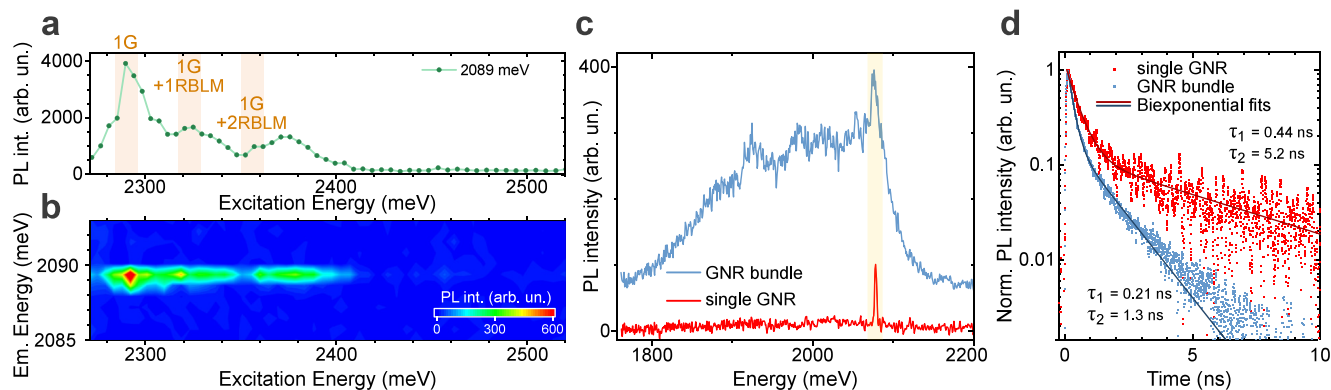 a
PL int. (arb. un.)
4000
2000
0
1G
1G
+1RBLM
1G
+2RBLM
2089 meV
2300
2400
2500
Excitation Energy (meV)
b
Em. Energy (meV)
2090
2085
PL int. (arb. un.)
0
300
600
2300
2400
2500
Excitation Energy (meV)
c
PL intensity (arb. un.)
400
0
GNR bundle
single GNR
1800
2000
2200
Energy (meV)
d
Norm. PL intensity (arb. un.)
1
0.1
0.01
single GNR
GNR bundle
Biexponential fits
τ1 = 0.44 ns
τ2 = 5.2 ns
τ1 = 0.21 ns
τ2 = 1.3 ns
0
5
10
Time (ns)